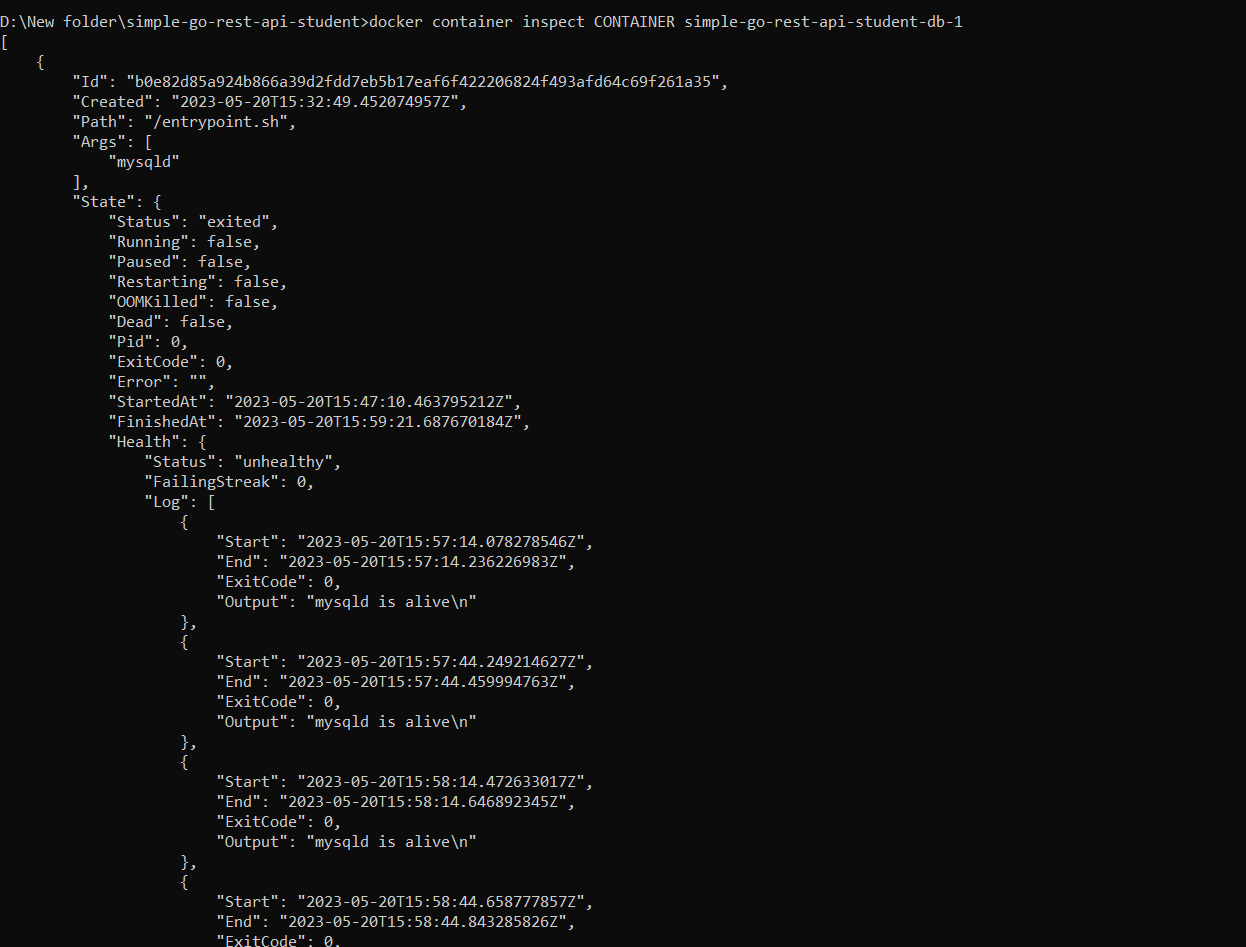 D:\New folder\simple-go-rest-api-student>docker container inspect CONTAINER simple-go-rest-api-student-db-1
[
    {
        "Id": "b0e82d85a924b866a39d2fdd7eb5b17eaf6f422206824f493afd64c69f261a35",
        "Created": "2023-05-20T15:32:49.452074957Z",
        "Path": "/entrypoint.sh",
        "Args": [
            "mysqld"
        ],
        "State": {
            "Status": "exited",
            "Running": false,
            "Paused": false,
            "Restarting": false,
            "OOMKilled": false,
            "Dead": false,
            "Pid": 0,
            "ExitCode": 0,
            "Error": "",
            "StartedAt": "2023-05-20T15:47:10.463795212Z",
            "FinishedAt": "2023-05-20T15:59:21.687670184Z",
            "Health": {
                "Status": "unhealthy",
                "FailingStreak": 0,
                "Log": [
                    {
                        "Start": "2023-05-20T15:57:14.078278546Z",
                        "End": "2023-05-20T15:57:14.236226983Z",
                        "ExitCode": 0,
                        "Output": "mysqld is alive\n"
                    },
                    {
                        "Start": "2023-05-20T15:57:44.249214627Z",
                        "End": "2023-05-20T15:57:44.459994763Z",
                        "ExitCode": 0,
                        "Output": "mysqld is alive\n"
                    },
                    {
                        "Start": "2023-05-20T15:58:14.472633017Z",
                        "End": "2023-05-20T15:58:14.646892345Z",
                        "ExitCode": 0,
                        "Output": "mysqld is alive\n"
                    },
                    {
                        "Start": "2023-05-20T15:58:44.658777857Z",
                        "End": "2023-05-20T15:58:44.843285826Z",
                        "ExitCode": 0,